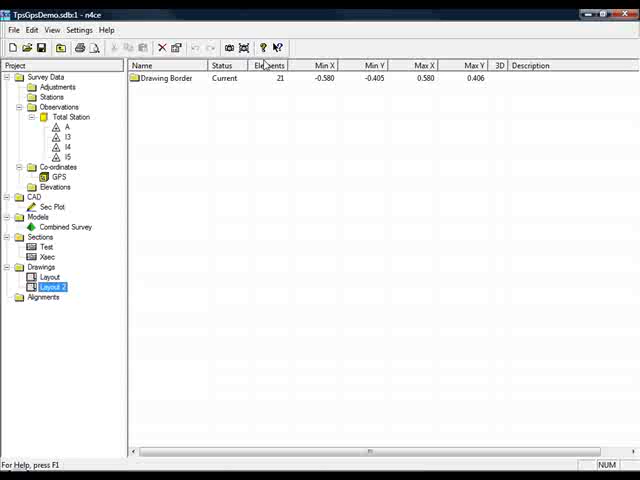 TpsGpsDemo.sdb:1 - n4ce
File Edit View Settings Help
Project
Name Status Elements Min X Min Y Max X Max Y 3D Description
Survey Data
Drawing Border Current 21 -0.580 -0.405 0.580 0.406
Adjustments
Stations
Observations
Total Station
A
I3
I4
I5
Co-ordinates
GPS
Elevations
CAD
Sec Plot
Models
Combined Survey
Sections
Test
Xsec
Drawings
Layout
Layout 2
Alignments
For Help, press F1
NUM